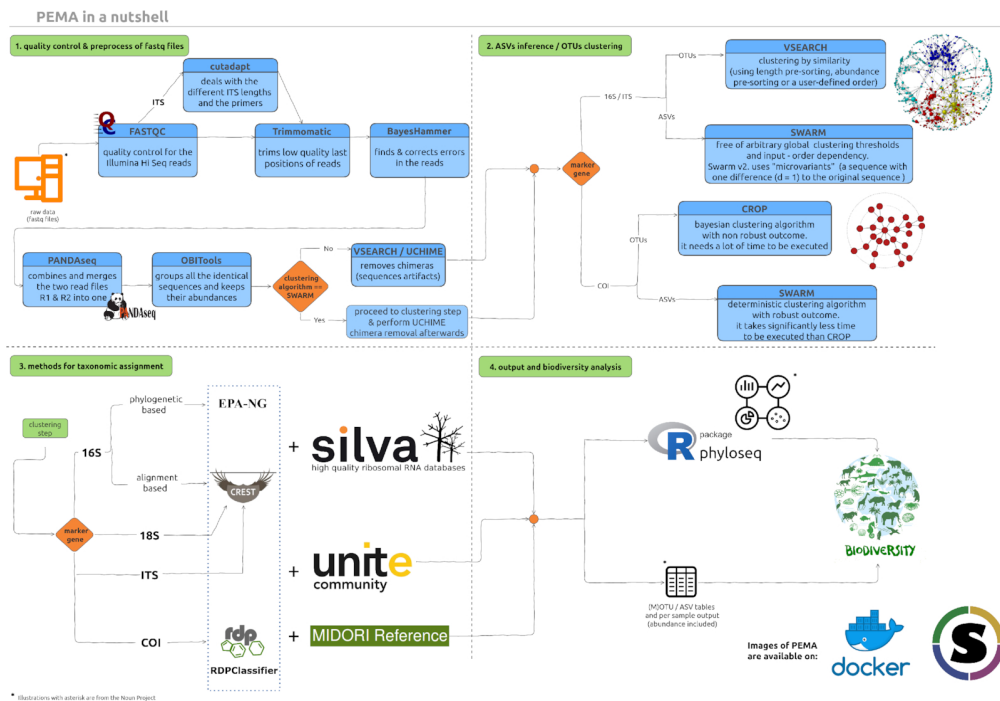 PEMA in a nutshell
1. quality control & preprocess of fastq files
cutadapt
deals with the
different ITS lengths
and the primers
ITS
FASTQC
quality control for the
Illumina Hi Seq reads
Trimmomatic
trims low quality last
positions of reads
BayesHammer
finds & corrects errors
in the reads
*
raw data
(fastq files)
PANDAseq
combines and merges
the two read files
R1 & R2 into one
PANDAseq
OBITools
groups all the identical
sequences and keeps
their abundances
clustering
algorithm ==
SWARM
No
VSEARCH / UCHIME
removes chimeras
(sequences artifacts)
Yes
proceed to clustering step
& perform UCHIME
chimera removal afterwards
2. ASVs inference / OTUs clustering
marker
gene
16S / ITS
OTUs
VSEARCH
clustering by similarity
(using length pre-sorting, abundance
pre-sorting or a user-defined order)
ASVs
SWARM
free of arbitrary global clustering thresholds
and input - order dependency.
Swarm v2. uses "microvariants" (a sequence with
one difference (d = 1) to the original sequence )
COI
OTUs
CROP
bayesian clustering algorithm
with non robust outcome.
it needs a lot of time to be executed
ASVs
SWARM
deterministic clustering algorithm
with robust outcome.
it takes significantly less time
to be executed than CROP
3. methods for taxonomic assignment
clustering
step
marker
gene
16S
phylogenetic
based
EPA-NG
alignment
based
CREST
18S
ITS
COI
rdp
RDPClassifier
+
silva
high quality ribosomal RNA databases
+
unite
community
+
MIDORI Reference
4. output and biodiversity analysis
*
R
package
phyloseq
BIODIVERSITY
*
(M)OTU / ASV tables
and per sample output
(abundance included)
Images of PEMA
are available on:
docker
S
* Illustrations with asterisk are from the Noun Project